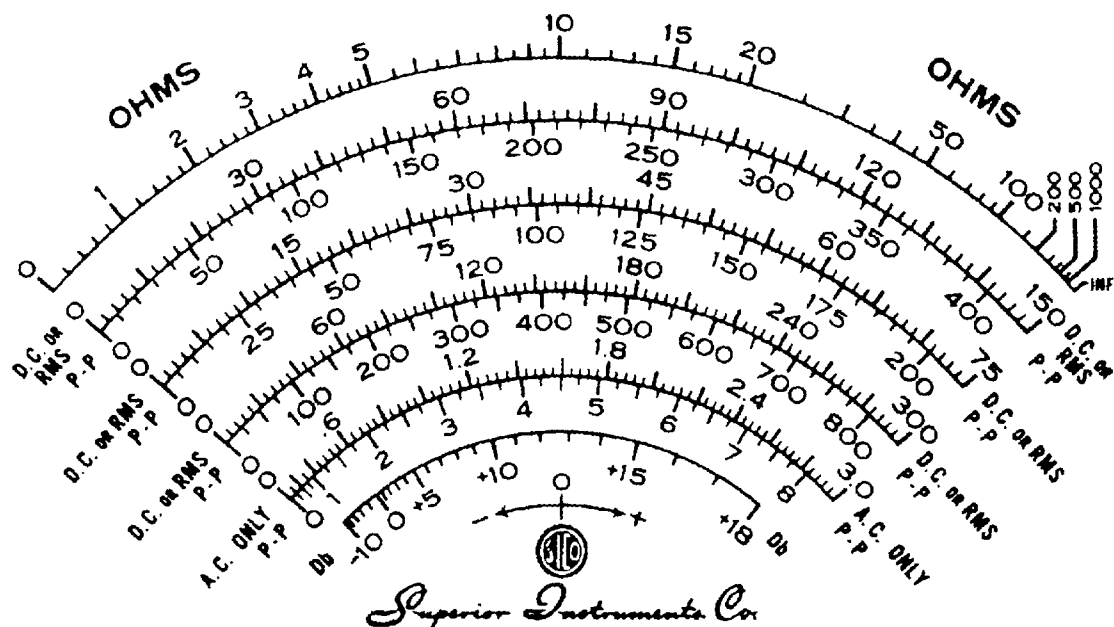 OHMS
OHMS
0 1 2 3 4 5 10 15 20 50 100 200 500 1000 INF
0 30 60 90 120 150 D.C. OR RMS
D.C. OR RMS
0 50 100 150 200 250 300 350 400 P-P
P-P
0 15 30 45 60 75 D.C. OR RMS
D.C. OR RMS
0 25 50 75 100 125 150 175 200 P-P
P-P
0 60 120 180 240 300 D.C. OR RMS
D.C. OR RMS
0 100 200 300 400 500 600 700 800 P-P
P-P
0 .6 1.2 1.8 2.4 3.0 A.C. ONLY
A.C. ONLY
0 1 2 3 4 5 6 7 8 P-P
P-P
Db -10 0 +5 +10 +15 +18 Db
0
- +
SICO
Superior Instruments Co.